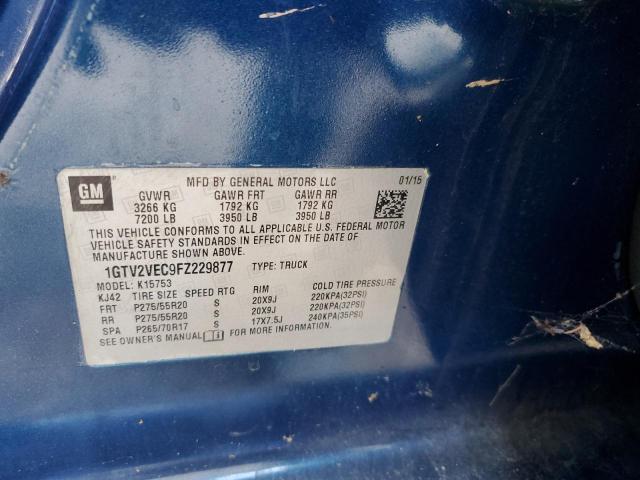 GM
MFD BY GENERAL MOTORS LLC 01/15
GVWR GAWR FRT GAWR RR
3266 KG 1792 KG 1792 KG
7200 LB 3950 LB 3950 LB
THIS VEHICLE CONFORMS TO ALL APPLICABLE U.S. FEDERAL MOTOR
VEHICLE SAFETY STANDARDS IN EFFECT ON THE DATE OF
MANUFACTURE SHOWN ABOVE.
1GTV2VEC9FZ229877 TYPE: TRUCK
MODEL: K15753
KJ42 TIRE SIZE SPEED RTG RIM COLD TIRE PRESSURE
FRT P275/55R20 S 20X9J 220KPA(32PSI)
RR P275/55R20 S 20X9J 220KPA(32PSI)
SPA P265/70R17 S 17X7.5J 240KPA(35PSI)
SEE OWNER'S MANUAL FOR MORE INFORMATION.